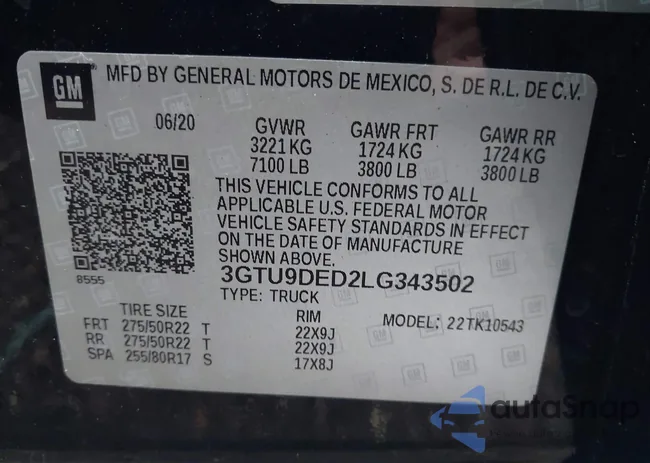 GM
MFD BY GENERAL MOTORS DE MEXICO, S. DE R.L. DE C.V.
06/20
GVWR GAWR FRT GAWR RR
3221 KG 1724 KG 1724 KG
7100 LB 3800 LB 3800 LB
THIS VEHICLE CONFORMS TO ALL
APPLICABLE U.S. FEDERAL MOTOR
VEHICLE SAFETY STANDARDS IN EFFECT
ON THE DATE OF MANUFACTURE
SHOWN ABOVE.
8555
3GTU9DED2LG343502
TYPE: TRUCK
TIRE SIZE RIM MODEL: 22TK10543
FRT 275/50R22 T 22X9J
RR 275/50R22 T 22X9J
SPA 255/80R17 S 17X8J
autoSnap